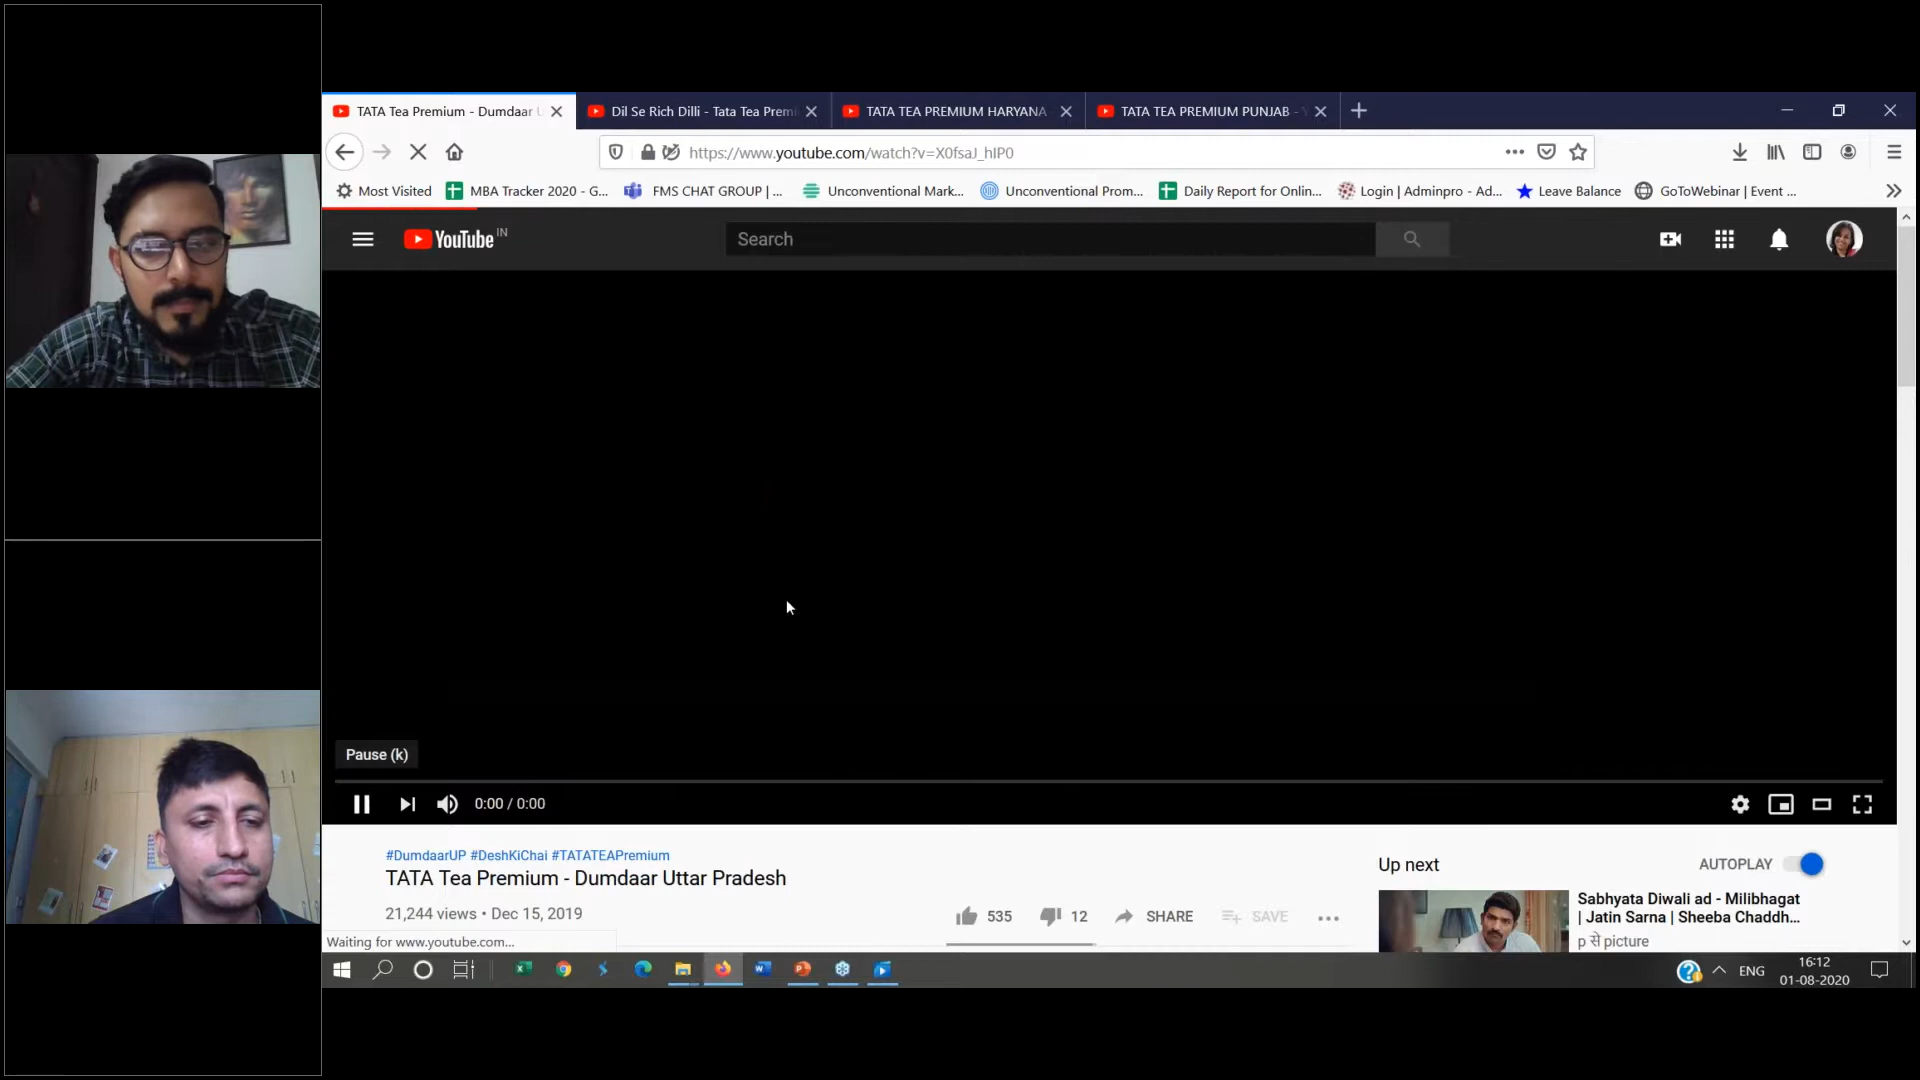 TATA Tea Premium - Dumdaar U
Dil Se Rich Dilli - Tata Tea Premi
TATA TEA PREMIUM HARYANA
TATA TEA PREMIUM PUNJAB - Y
https://www.youtube.com/watch?v=X0fsaJ_hIP0
Most Visited
MBA Tracker 2020 - G...
FMS CHAT GROUP | ...
Unconventional Mark...
Unconventional Prom...
Daily Report for Onlin...
Login | Adminpro - Ad...
Leave Balance
GoToWebinar | Event ...
YouTube IN
Search
Pause (k)
0:00 / 0:00
#DumdaarUP #DeshKiChai #TATATEAPremium
TATA Tea Premium - Dumdaar Uttar Pradesh
21,244 views • Dec 15, 2019
535
12
SHARE
SAVE
Up next
AUTOPLAY
Sabhyata Diwali ad - Milibhagat
| Jatin Sarna | Sheeba Chaddh...
p से picture
Waiting for www.youtube.com...
ENG
16:12
01-08-2020